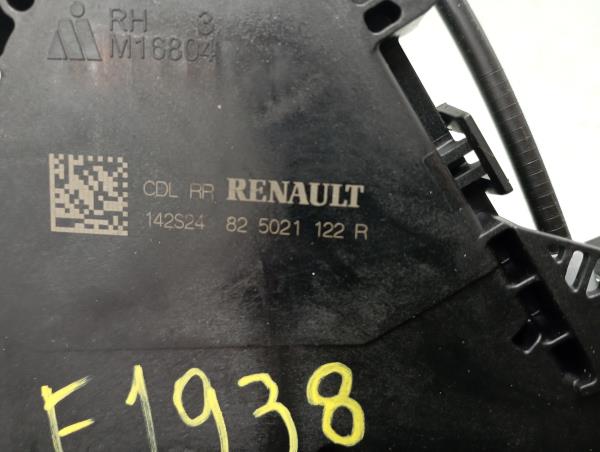 RH 3
M16804
CDL RR RENAULT
142S24 82 5021 122 R
F1938